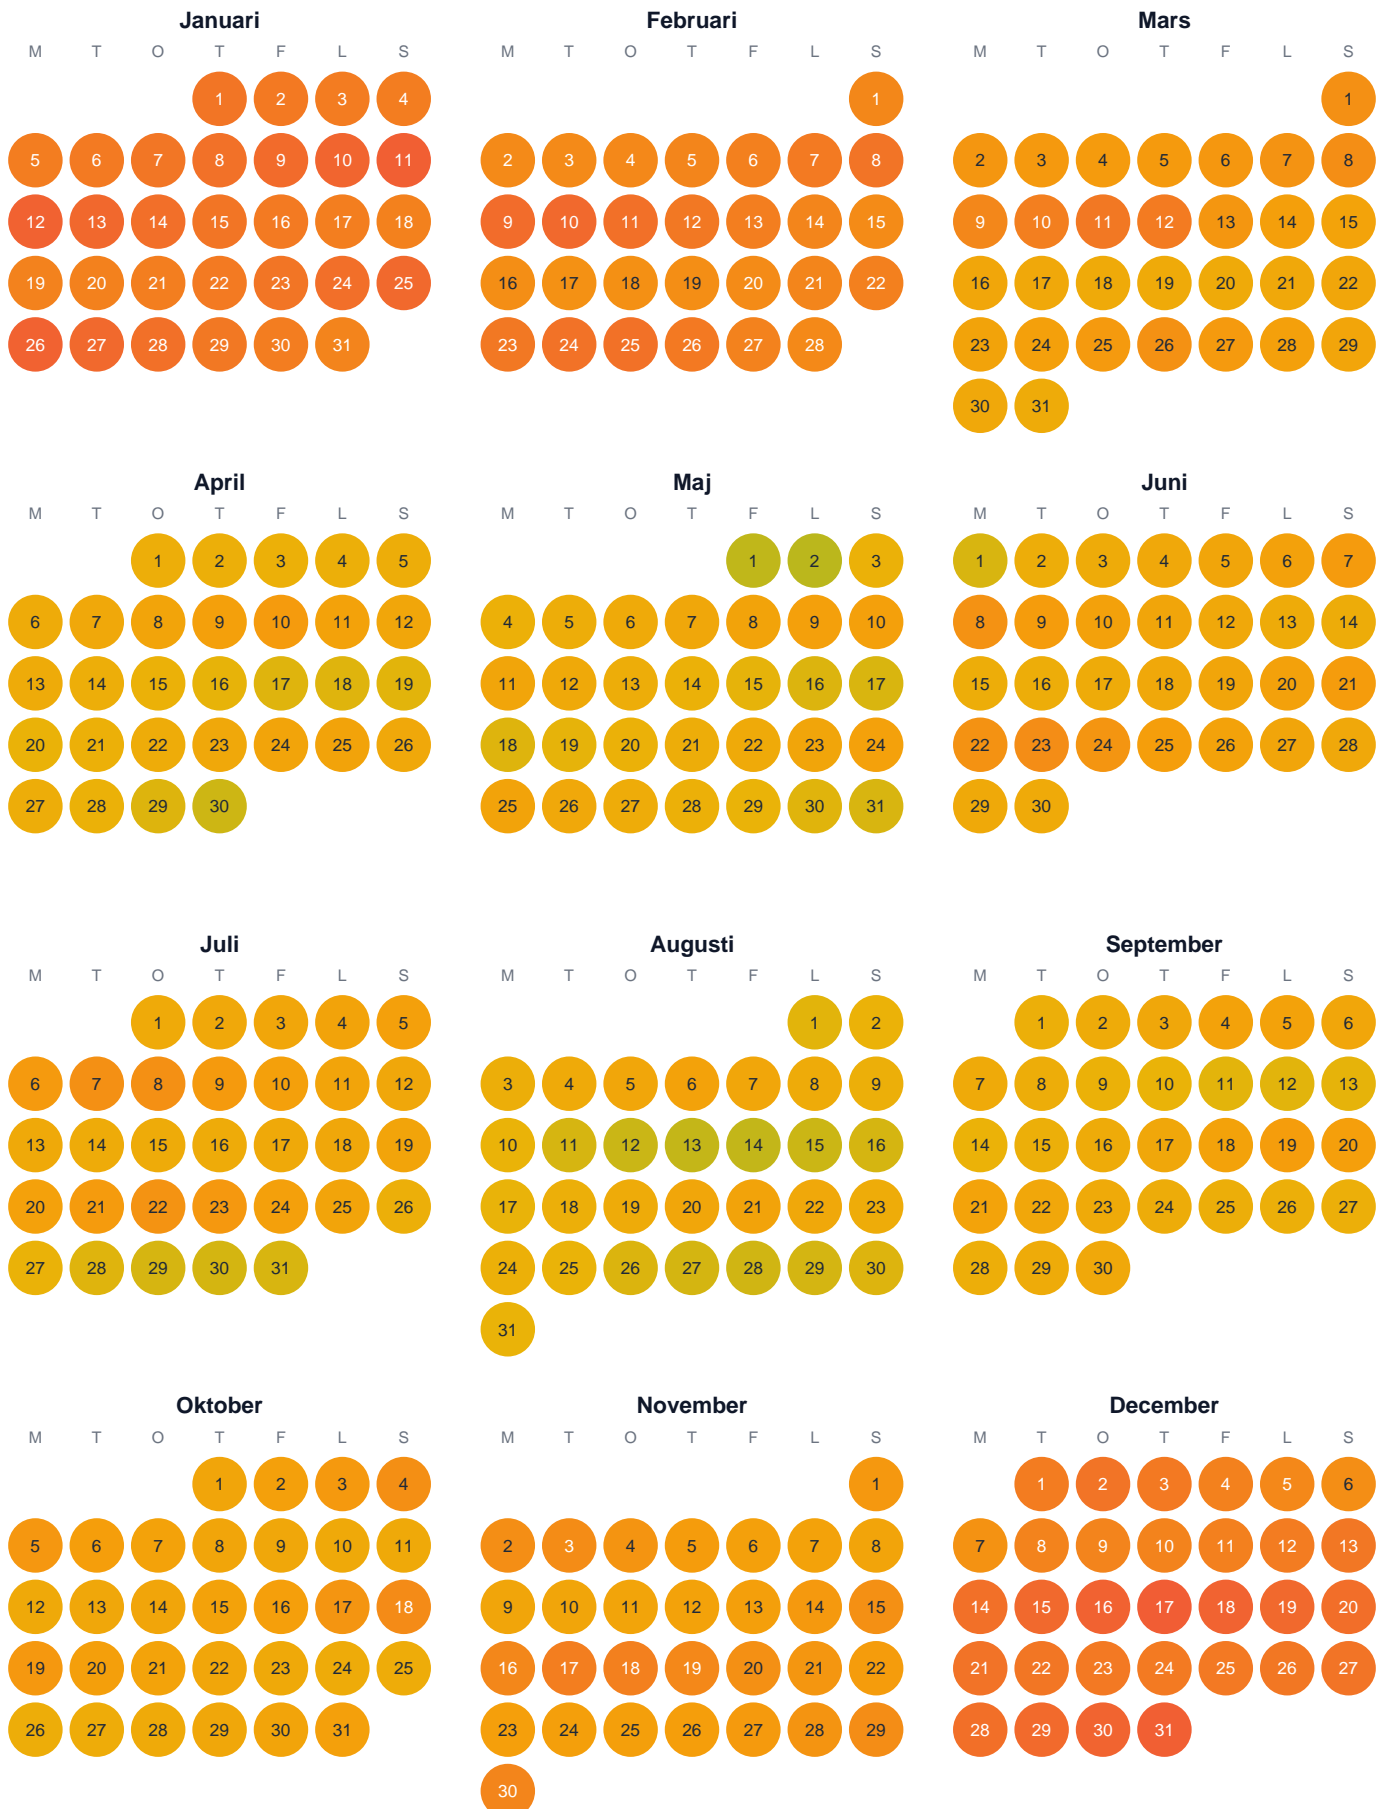 Januari Februari Mars
M T O T F L S M T O T F L S M T O T F L S
1 2 3 4 1 1
5 6 7 8 9 10 11 2 3 4 5 6 7 8 2 3 4 5 6 7 8
12 13 14 15 16 17 18 9 10 11 12 13 14 15 9 10 11 12 13 14 15
19 20 21 22 23 24 25 16 17 18 19 20 21 22 16 17 18 19 20 21 22
26 27 28 29 30 31 23 24 25 26 27 28 23 24 25 26 27 28 29
30 31
April Maj Juni
M T O T F L S M T O T F L S M T O T F L S
1 2 3 4 5 1 2 3 1 2 3 4 5 6 7
6 7 8 9 10 11 12 4 5 6 7 8 9 10 8 9 10 11 12 13 14
13 14 15 16 17 18 19 11 12 13 14 15 16 17 15 16 17 18 19 20 21
20 21 22 23 24 25 26 18 19 20 21 22 23 24 22 23 24 25 26 27 28
27 28 29 30 25 26 27 28 29 30 31 29 30
Juli Augusti September
M T O T F L S M T O T F L S M T O T F L S
1 2 3 4 5 1 2 1 2 3 4 5 6
6 7 8 9 10 11 12 3 4 5 6 7 8 9 7 8 9 10 11 12 13
13 14 15 16 17 18 19 10 11 12 13 14 15 16 14 15 16 17 18 19 20
20 21 22 23 24 25 26 17 18 19 20 21 22 23 21 22 23 24 25 26 27
27 28 29 30 31 24 25 26 27 28 29 30 28 29 30
31
Oktober November December
M T O T F L S M T O T F L S M T O T F L S
1 2 3 4 1 1 2 3 4 5 6
5 6 7 8 9 10 11 2 3 4 5 6 7 8 7 8 9 10 11 12 13
12 13 14 15 16 17 18 9 10 11 12 13 14 15 14 15 16 17 18 19 20
19 20 21 22 23 24 25 16 17 18 19 20 21 22 21 22 23 24 25 26 27
26 27 28 29 30 31 23 24 25 26 27 28 29 28 29 30 31
30